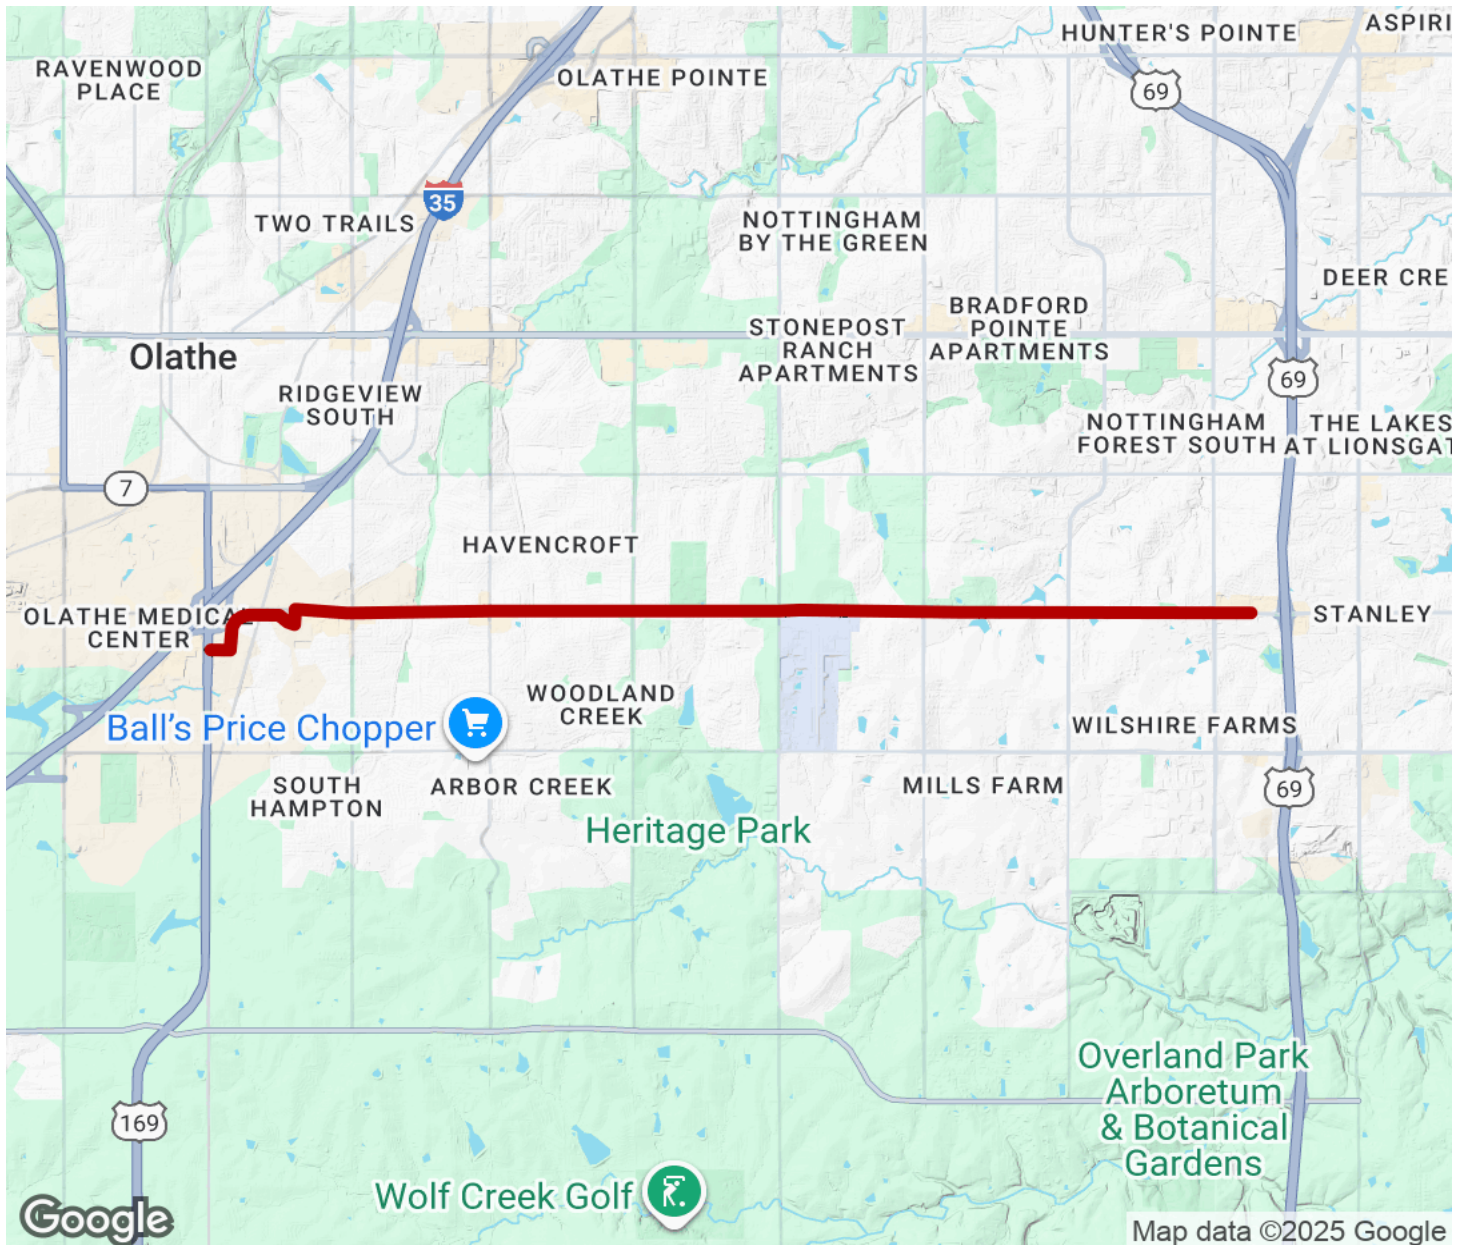 HUNTER'S POINTE
ASPIRI
RAVENWOOD
PLACE
OLATHE POINTE
69
35
TWO TRAILS
NOTTINGHAM
BY THE GREEN
DEER CRE
BRADFORD
POINTE
APARTMENTS
STONEPOST
RANCH
APARTMENTS
Olathe
69
RIDGEVIEW
SOUTH
NOTTINGHAM
FOREST SOUTH
THE LAKES
AT LIONSGAT
7
HAVENCROFT
OLATHE MEDICAL
CENTER
STANLEY
WOODLAND
CREEK
Ball's Price Chopper
WILSHIRE FARMS
SOUTH
HAMPTON
ARBOR CREEK
MILLS FARM
69
Heritage Park
Overland Park
Arboretum
& Botanical
Gardens
169
Wolf Creek Golf
Google
Map data ©2025 Google